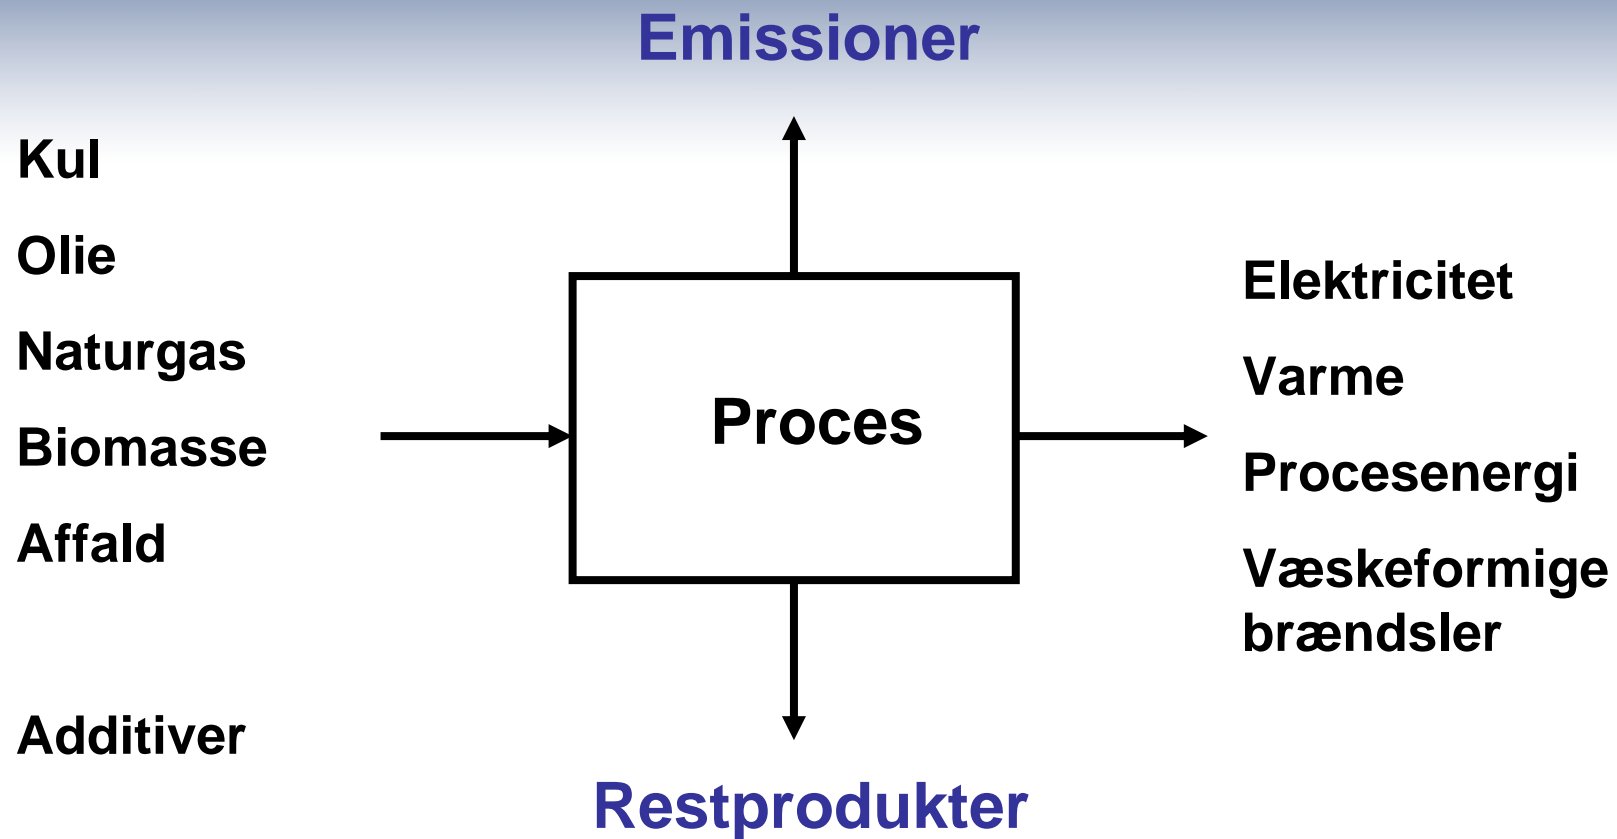 Emissioner
Kul
Olie
Naturgas
Biomasse
Affald
Additiver
Proces
Elektricitet
Varme
Procesenergi
Væskeformige
brændsler
Restprodukter